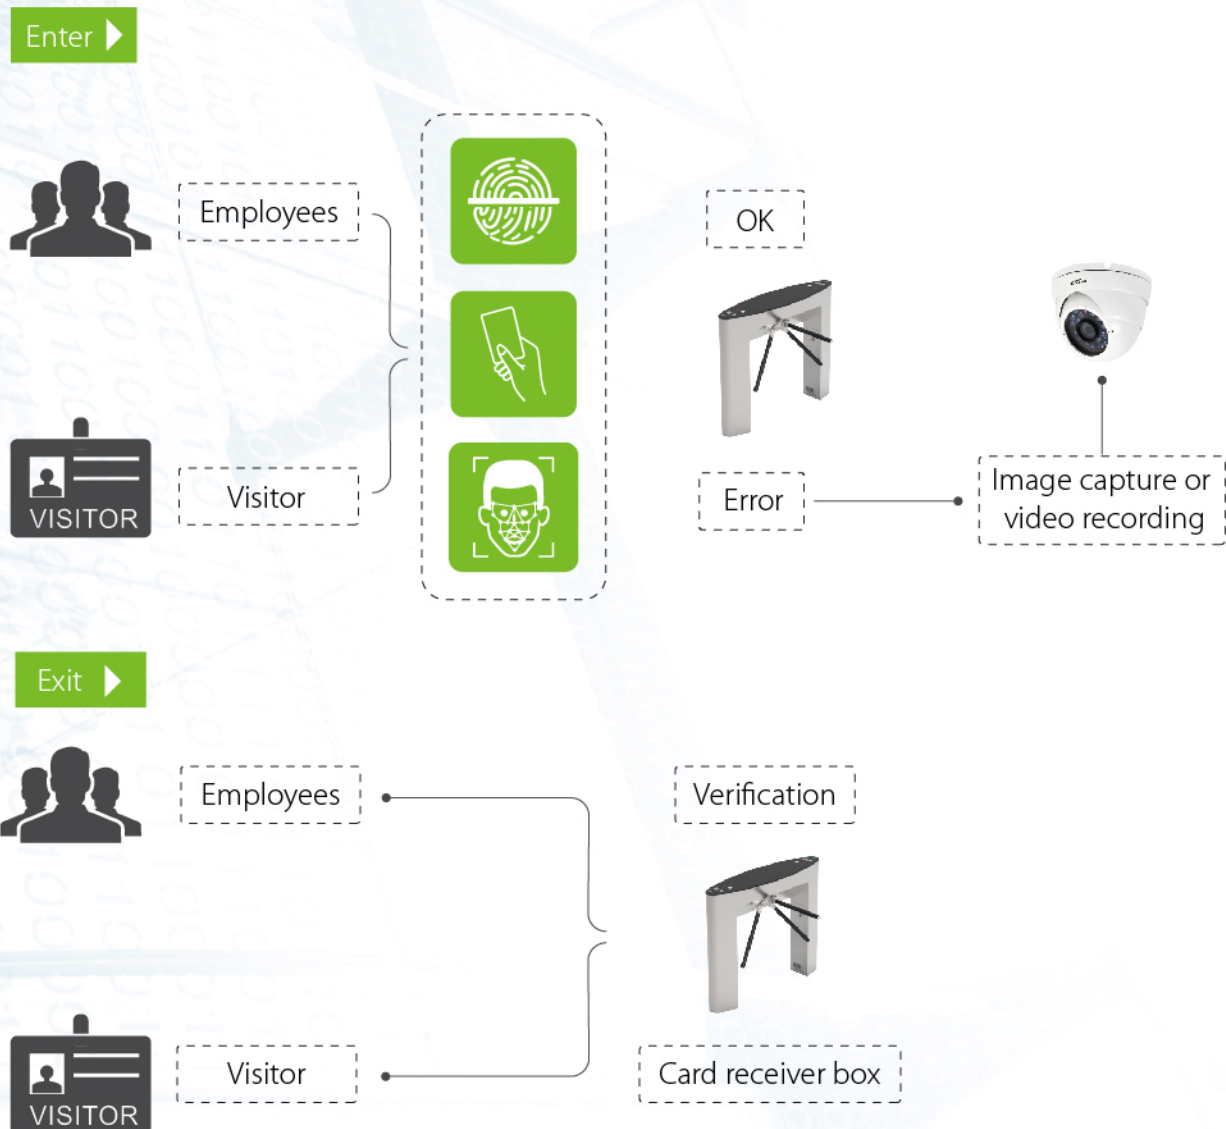 Enter
Employees
OK
Visitor
VISITOR
Error
Image capture or
video recording
Exit
Employees
Verification
Visitor
VISITOR
Card receiver box